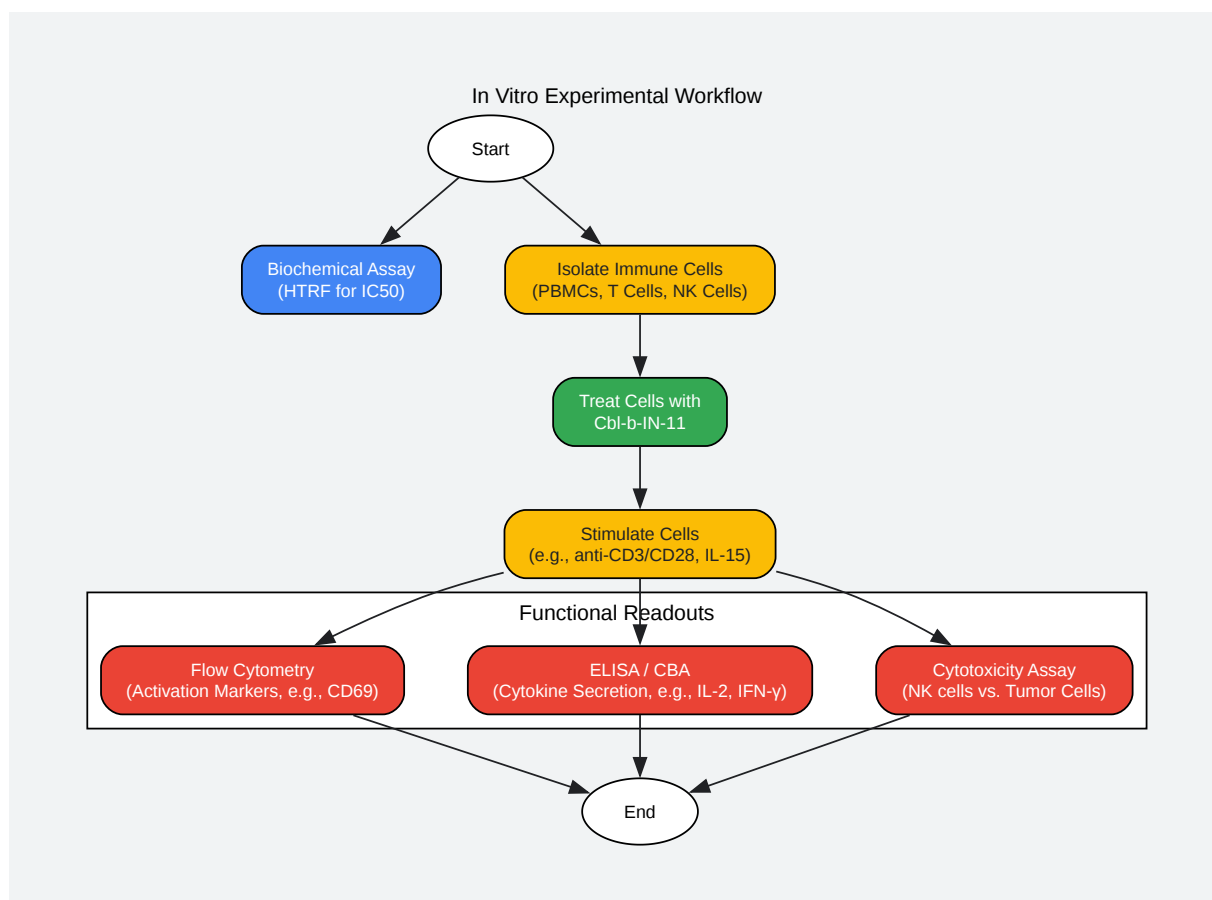 In Vitro Experimental Workflow
Start
Biochemical Assay
(HTRF for IC50)
Isolate Immune Cells
(PBMCs, T Cells, NK Cells)
Treat Cells with
Cbl-b-IN-11
Stimulate Cells
(e.g., anti-CD3/CD28, IL-15)
Functional Readouts
Flow Cytometry
(Activation Markers, e.g., CD69)
ELISA / CBA
(Cytokine Secretion, e.g., IL-2, IFN-γ)
Cytotoxicity Assay
(NK cells vs. Tumor Cells)
End